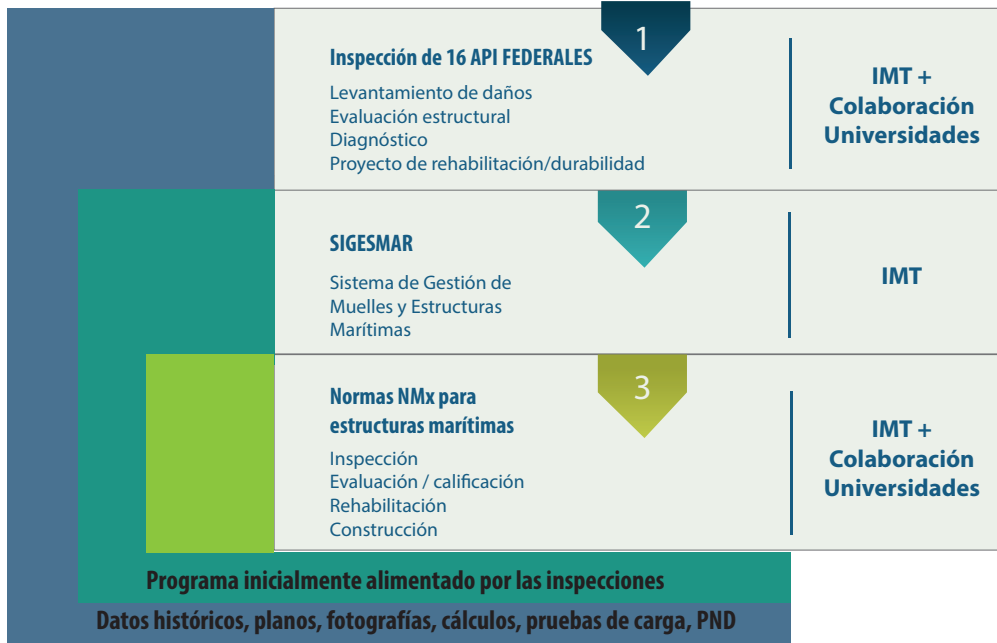 1
Inspección de 16 API FEDERALES
Levantamiento de daños
Evaluación estructural
Diagnóstico
Proyecto de rehabilitación/durabilidad
IMT +
Colaboración
Universidades
2
SIGESMAR
Sistema de Gestión de
Muelles y Estructuras
Marítimas
IMT
3
Normas NMx para
estructuras marítimas
Inspección
Evaluación / calificación
Rehabilitación
Construcción
IMT +
Colaboración
Universidades
Programa inicialmente alimentado por las inspecciones
Datos históricos, planos, fotografías, cálculos, pruebas de carga, PND